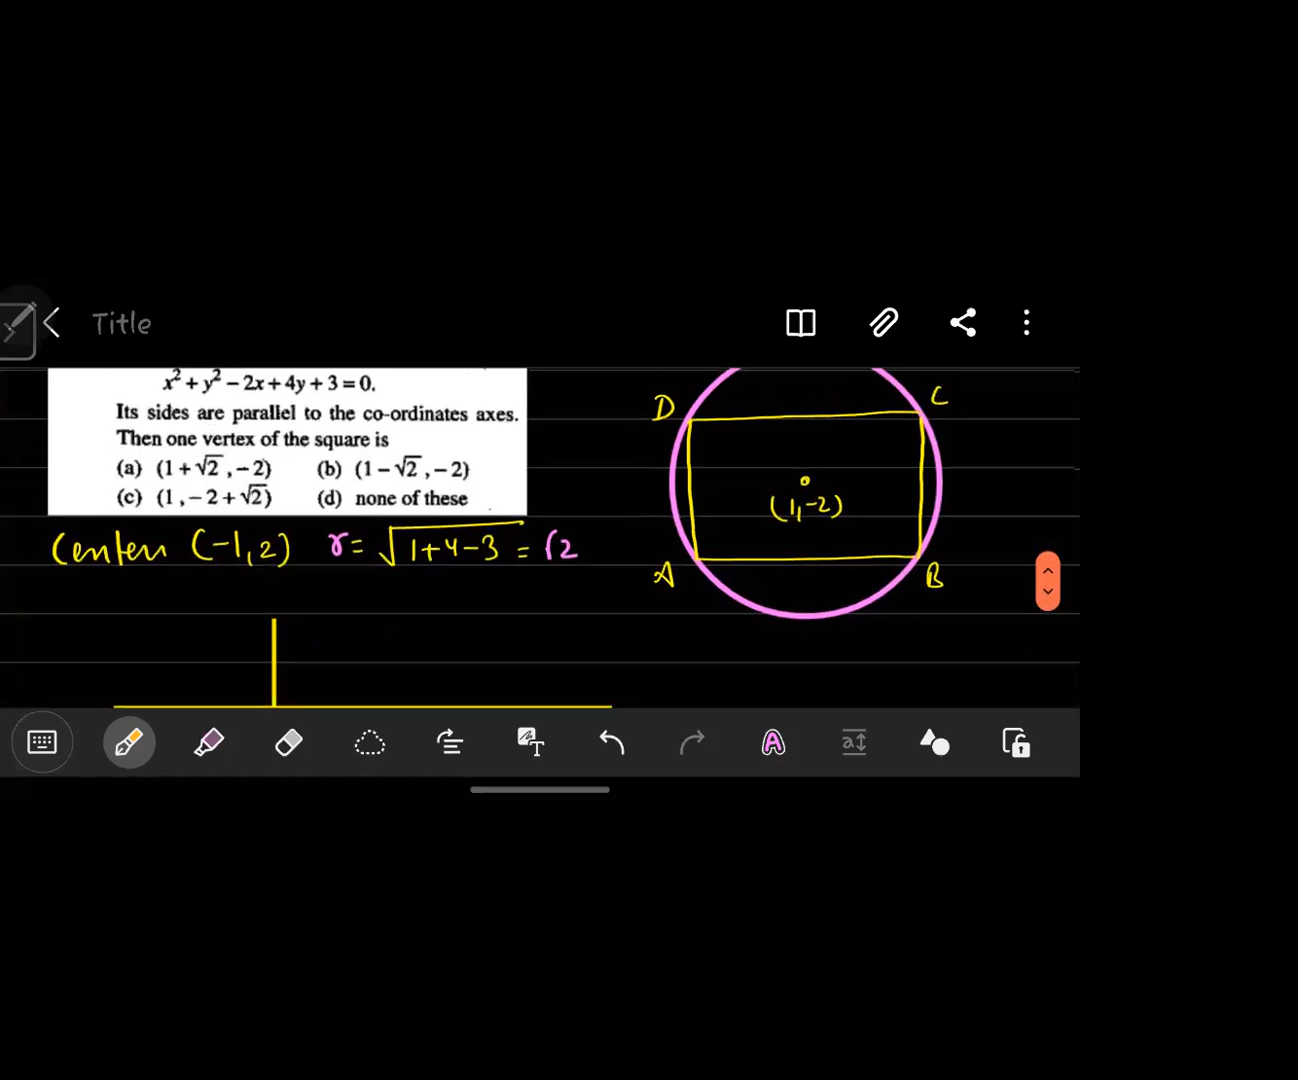 Title
x² + y² − 2x + 4y + 3 = 0.
Its sides are parallel to the co-ordinates axes.
Then one vertex of the square is
(a) (1 + √2 , − 2) (b) (1 − √2 , − 2)
(c) (1 , − 2 + √2) (d) none of these
Centen (-1,2) r = √1+4-3 = √2
D
C
(1,-2)
A
B
T
A
a